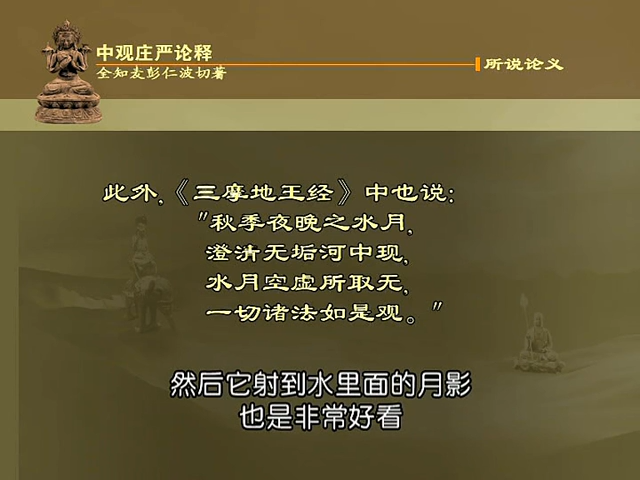 中观庄严论释
全知麦彭仁波切著
所说论义
此外，《三摩地王经》中也说：
"秋季夜晚之水月，
澄清无垢河中现，
水月空虚所取无，
一切诸法如是观。"
然后它射到水里面的月影
也是非常好看